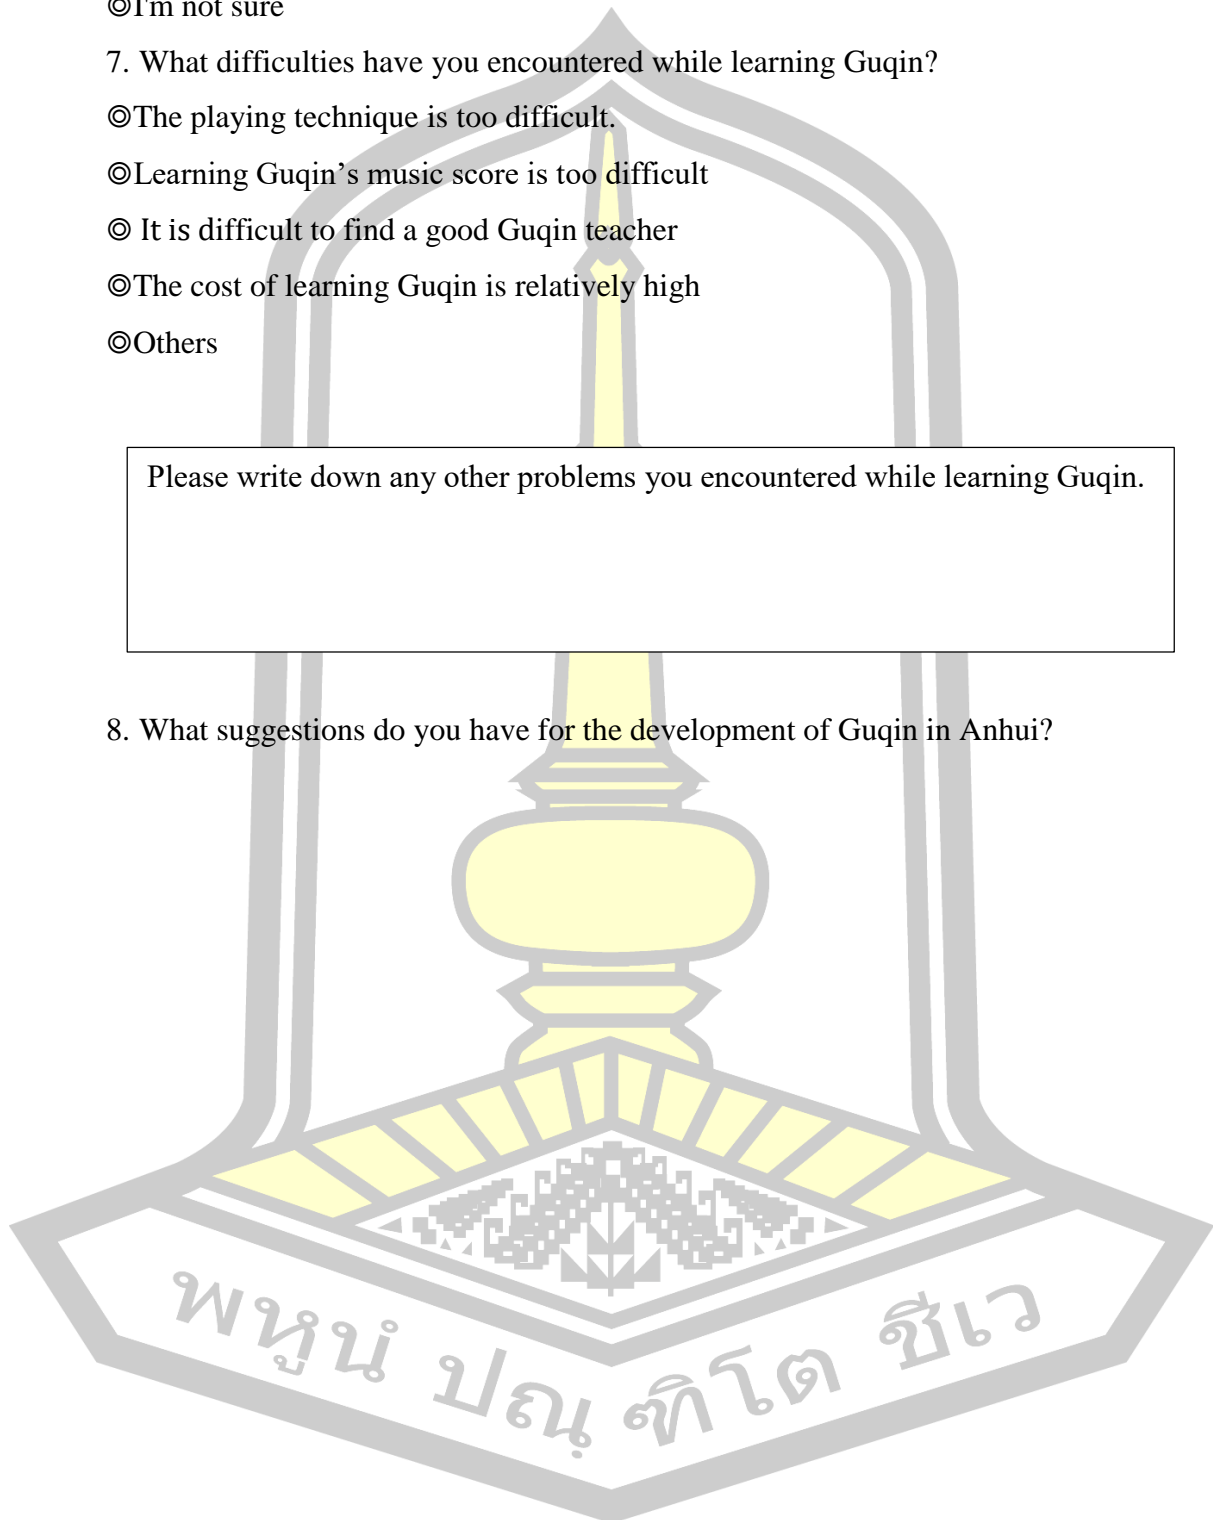 ◎I'm not sure
7. What difficulties have you encountered while learning Guqin?
◎The playing technique is too difficult.
◎Learning Guqin’s music score is too difficult
◎ It is difficult to find a good Guqin teacher
◎The cost of learning Guqin is relatively high
◎Others
Please write down any other problems you encountered while learning Guqin.
8. What suggestions do you have for the development of Guqin in Anhui?
พหูนํ ปณฺ ฑิโต ชีเว